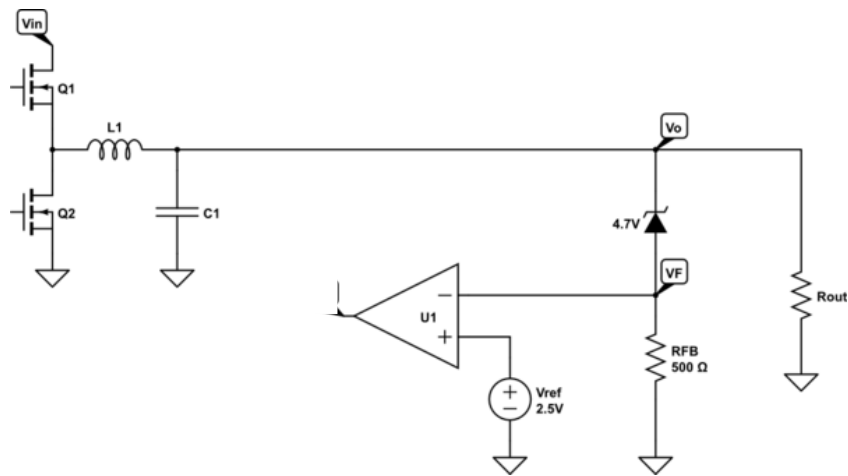 Vin
Q1
L1
Vo
Q2
C1
4.7V
VF
−
U1
+
Rout
RFB
500 Ω
+
−
Vref
2.5V